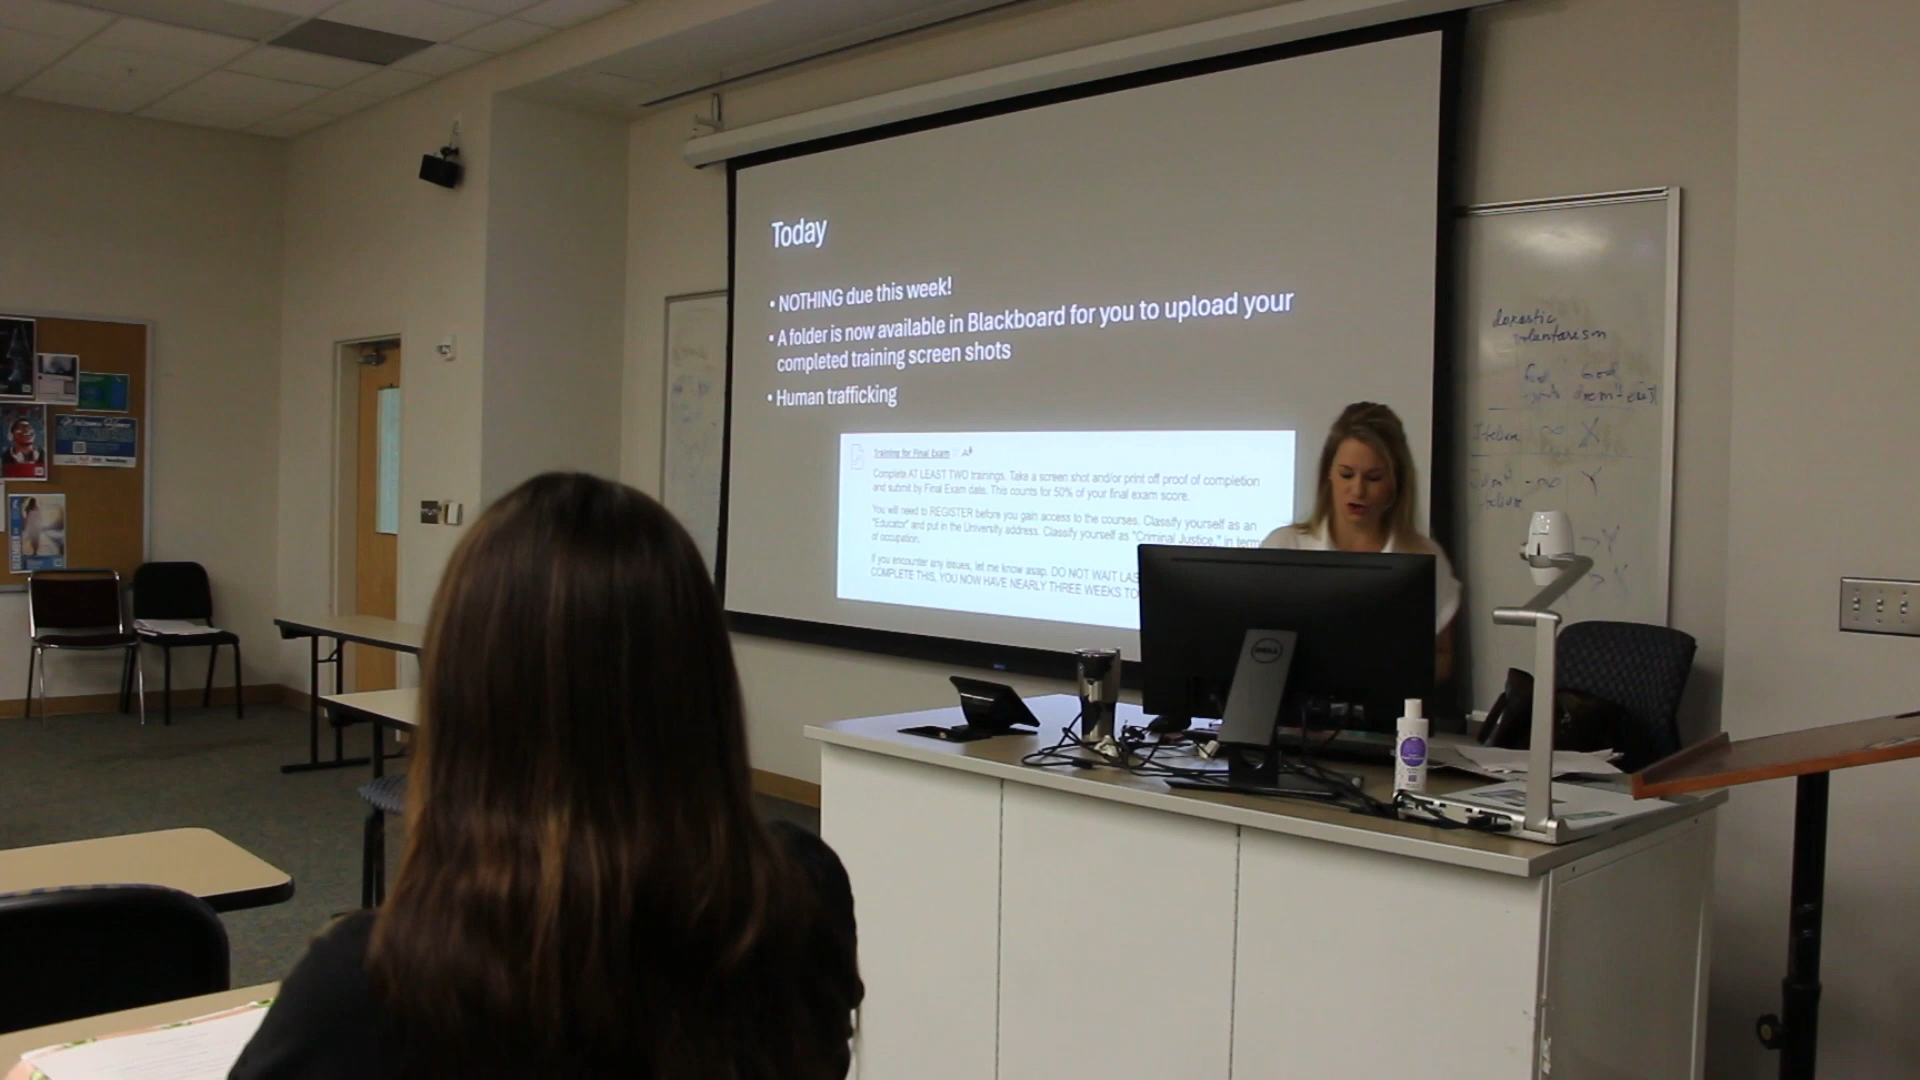 Today
• NOTHING due this week!
• A folder is now available in Blackboard for you to upload your
completed training screen shots
• Human trafficking
Training for Final Exam
Complete AT LEAST TWO trainings. Take a screen shot and/or print off proof of completion
and submit by Final Exam date. This counts for 50% of your final exam score.
You will need to REGISTER before you gain access to the courses. Classify yourself as an
"Educator" and put in the University address. Classify yourself as "Criminal Justice," in
of occupation.
If you encounter any issues, let me know asap. DO NOT WAIT
COMPLETE THIS, YOU NOW HAVE NEARLY THREE WEEKS
God
X
Y
DELL